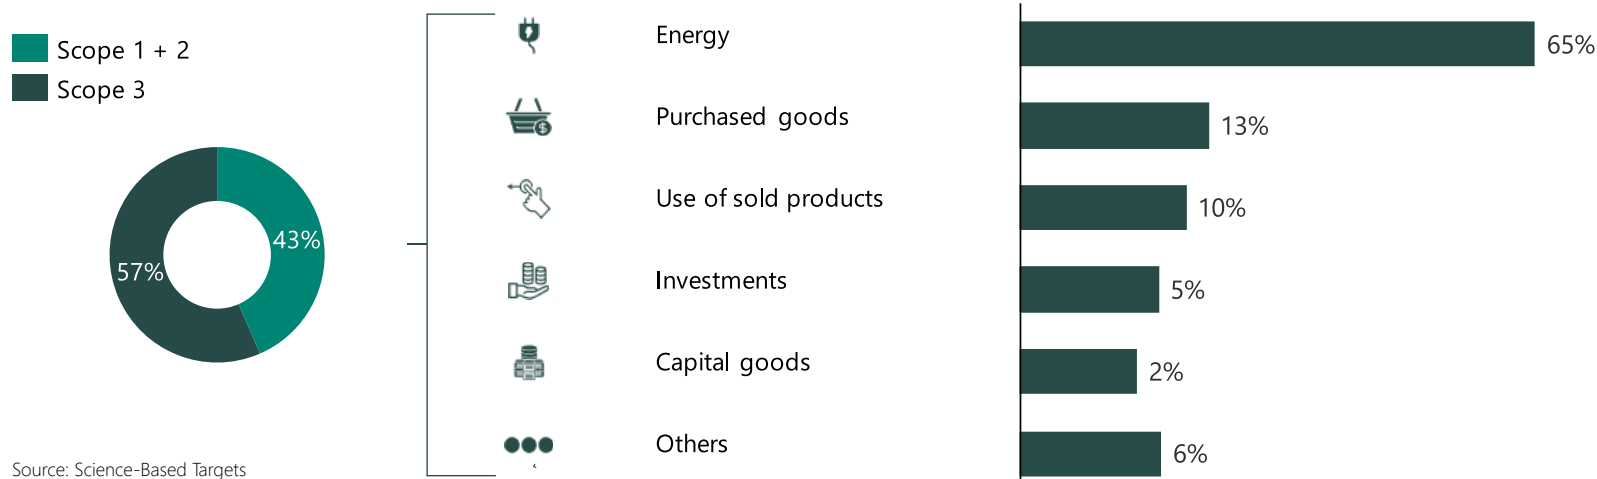 Scope 1 + 2
Scope 3
43%
57%
Energy
65%
Purchased goods
13%
Use of sold products
10%
Investments
5%
Capital goods
2%
Others
6%
Source: Science-Based Targets